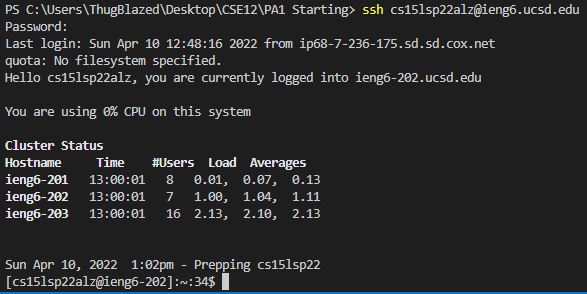 PS C:\Users\ThugBlazed\Desktop\CSE12\PA1 Starting> ssh cs15lsp22alz@ieng6.ucsd.edu
Password:
Last login: Sun Apr 10 12:48:16 2022 from ip68-7-236-175.sd.sd.cox.net
quota: No filesystem specified.
Hello cs15lsp22alz, you are currently logged into ieng6-202.ucsd.edu
You are using 0% CPU on this system
Cluster Status
Hostname     Time    #Users  Load  Averages
ieng6-201   13:00:01   8   0.01,  0.07,  0.13
ieng6-202   13:00:01   7   1.00,  1.04,  1.11
ieng6-203   13:00:01   16  2.13,  2.10,  2.13
Sun Apr 10, 2022  1:02pm - Prepping cs15lsp22
[cs15lsp22alz@ieng6-202]:~:34$